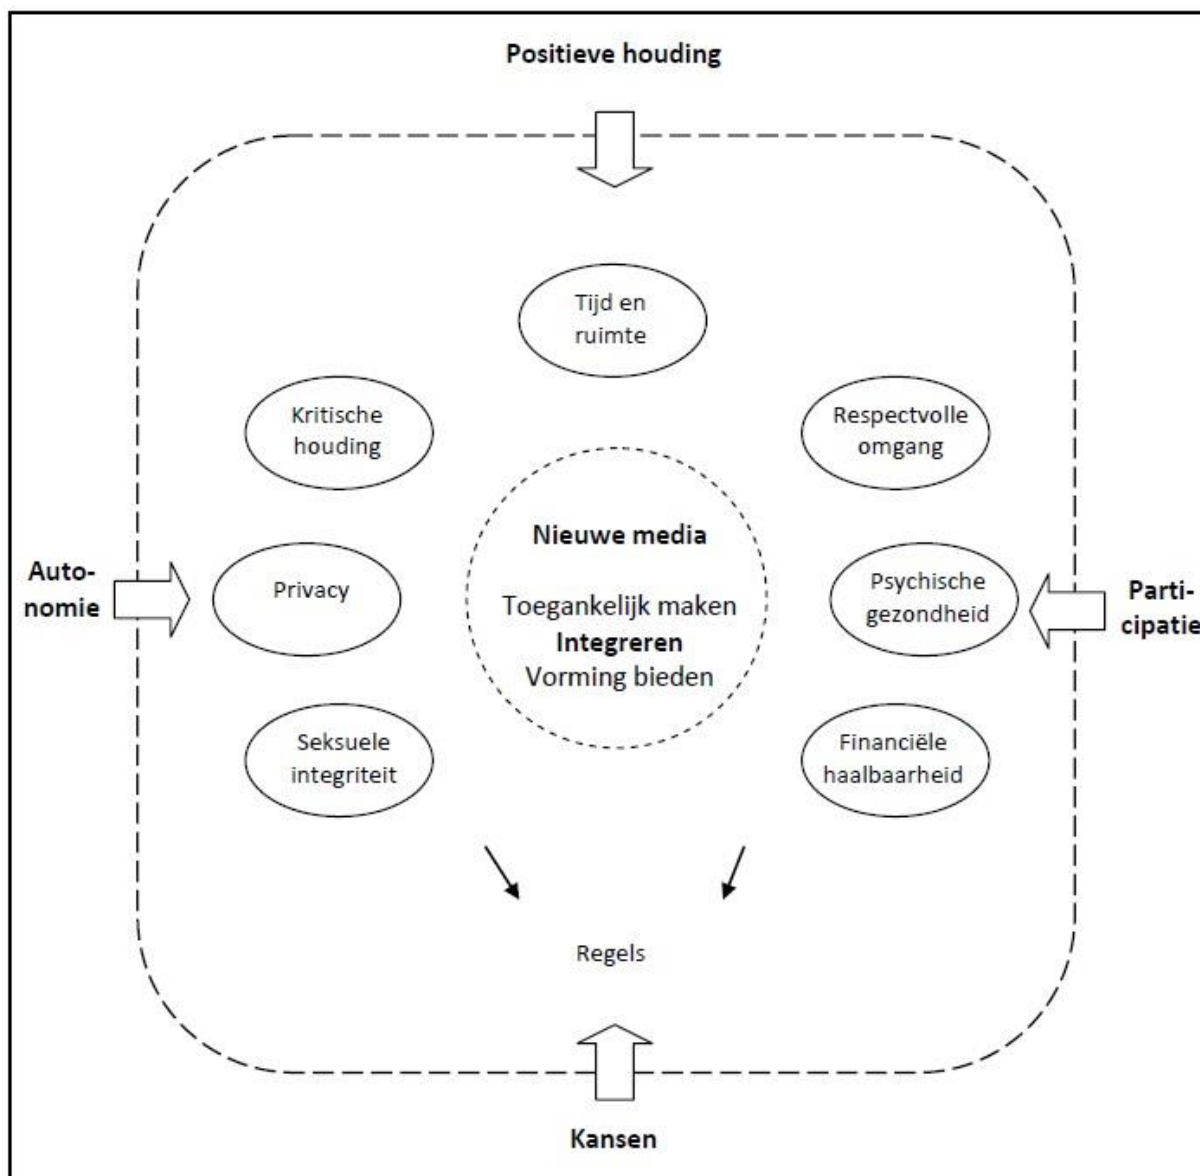 Positieve houding
Tijd en
ruimte
Kritische
houding
Respectvolle
omgang
Nieuwe media
Toegankelijk maken
Integreren
Vorming bieden
Auto-
nomie
Privacy
Psychische
gezondheid
Parti-
cipatie
Seksuele
integriteit
Financiële
haalbaarheid
Regels
Kansen